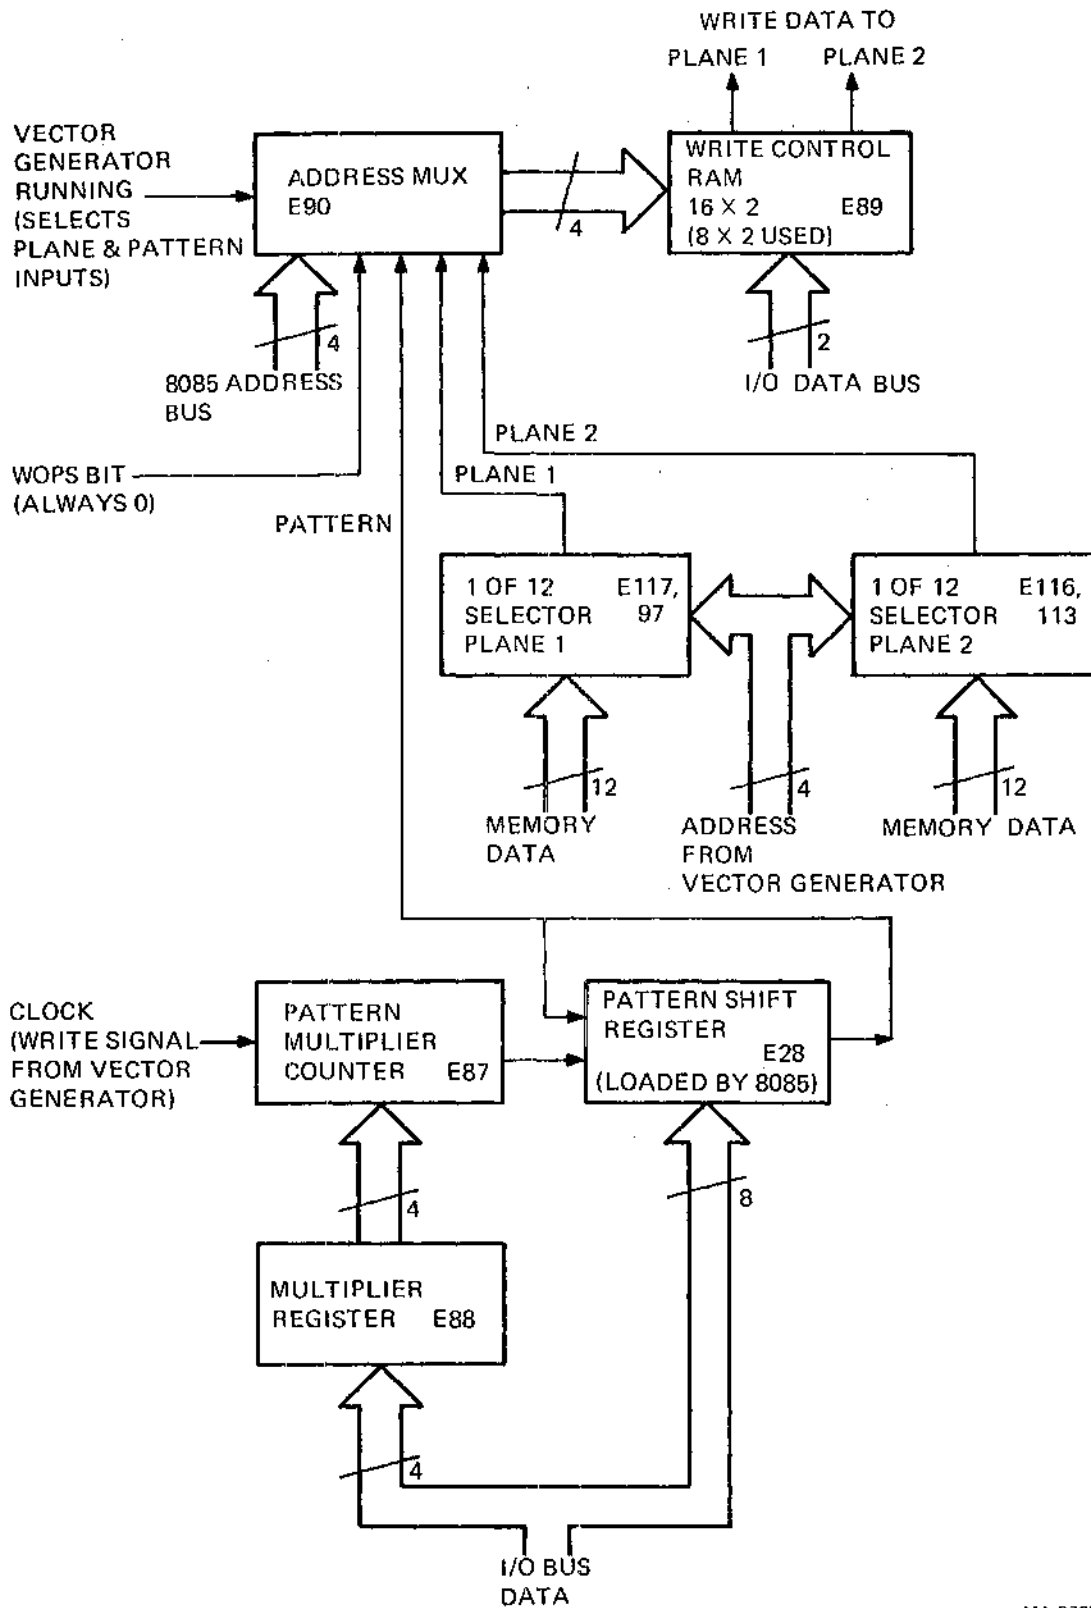 WRITE DATA TO
PLANE 1 PLANE 2
VECTOR
GENERATOR
RUNNING
(SELECTS
PLANE & PATTERN
INPUTS)
ADDRESS MUX
E90
4
WRITE CONTROL
RAM
16 X 2 E89
(8 X 2 USED)
4
8085 ADDRESS
BUS
2
I/O DATA BUS
PLANE 2
WOPS BIT
(ALWAYS 0)
PLANE 1
PATTERN
1 OF 12 E117,
SELECTOR 97
PLANE 1
1 OF 12 E116,
SELECTOR 113
PLANE 2
12
MEMORY
DATA
4
ADDRESS
FROM
VECTOR GENERATOR
12
MEMORY DATA
CLOCK
(WRITE SIGNAL
FROM VECTOR
GENERATOR)
PATTERN
MULTIPLIER
COUNTER E87
PATTERN SHIFT
REGISTER
E28
(LOADED BY 8085)
4
8
MULTIPLIER
REGISTER E88
4
I/O BUS
DATA